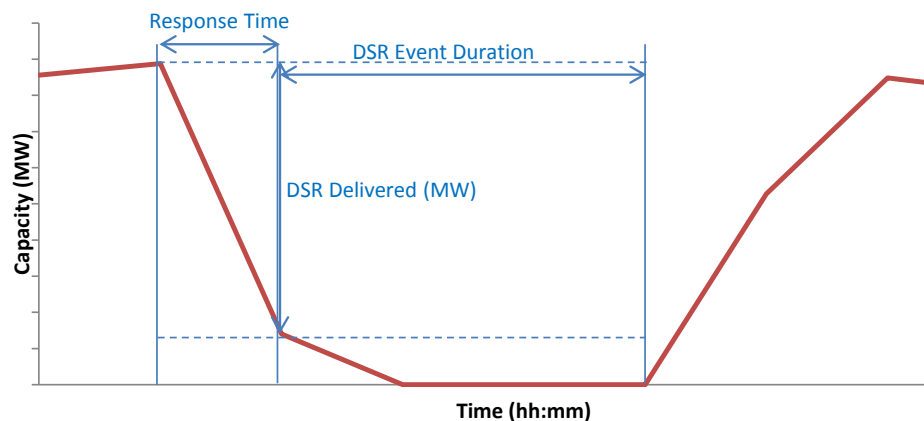 Response Time
DSR Event Duration
DSR Delivered (MW)
Capacity (MW)
Time (hh:mm)